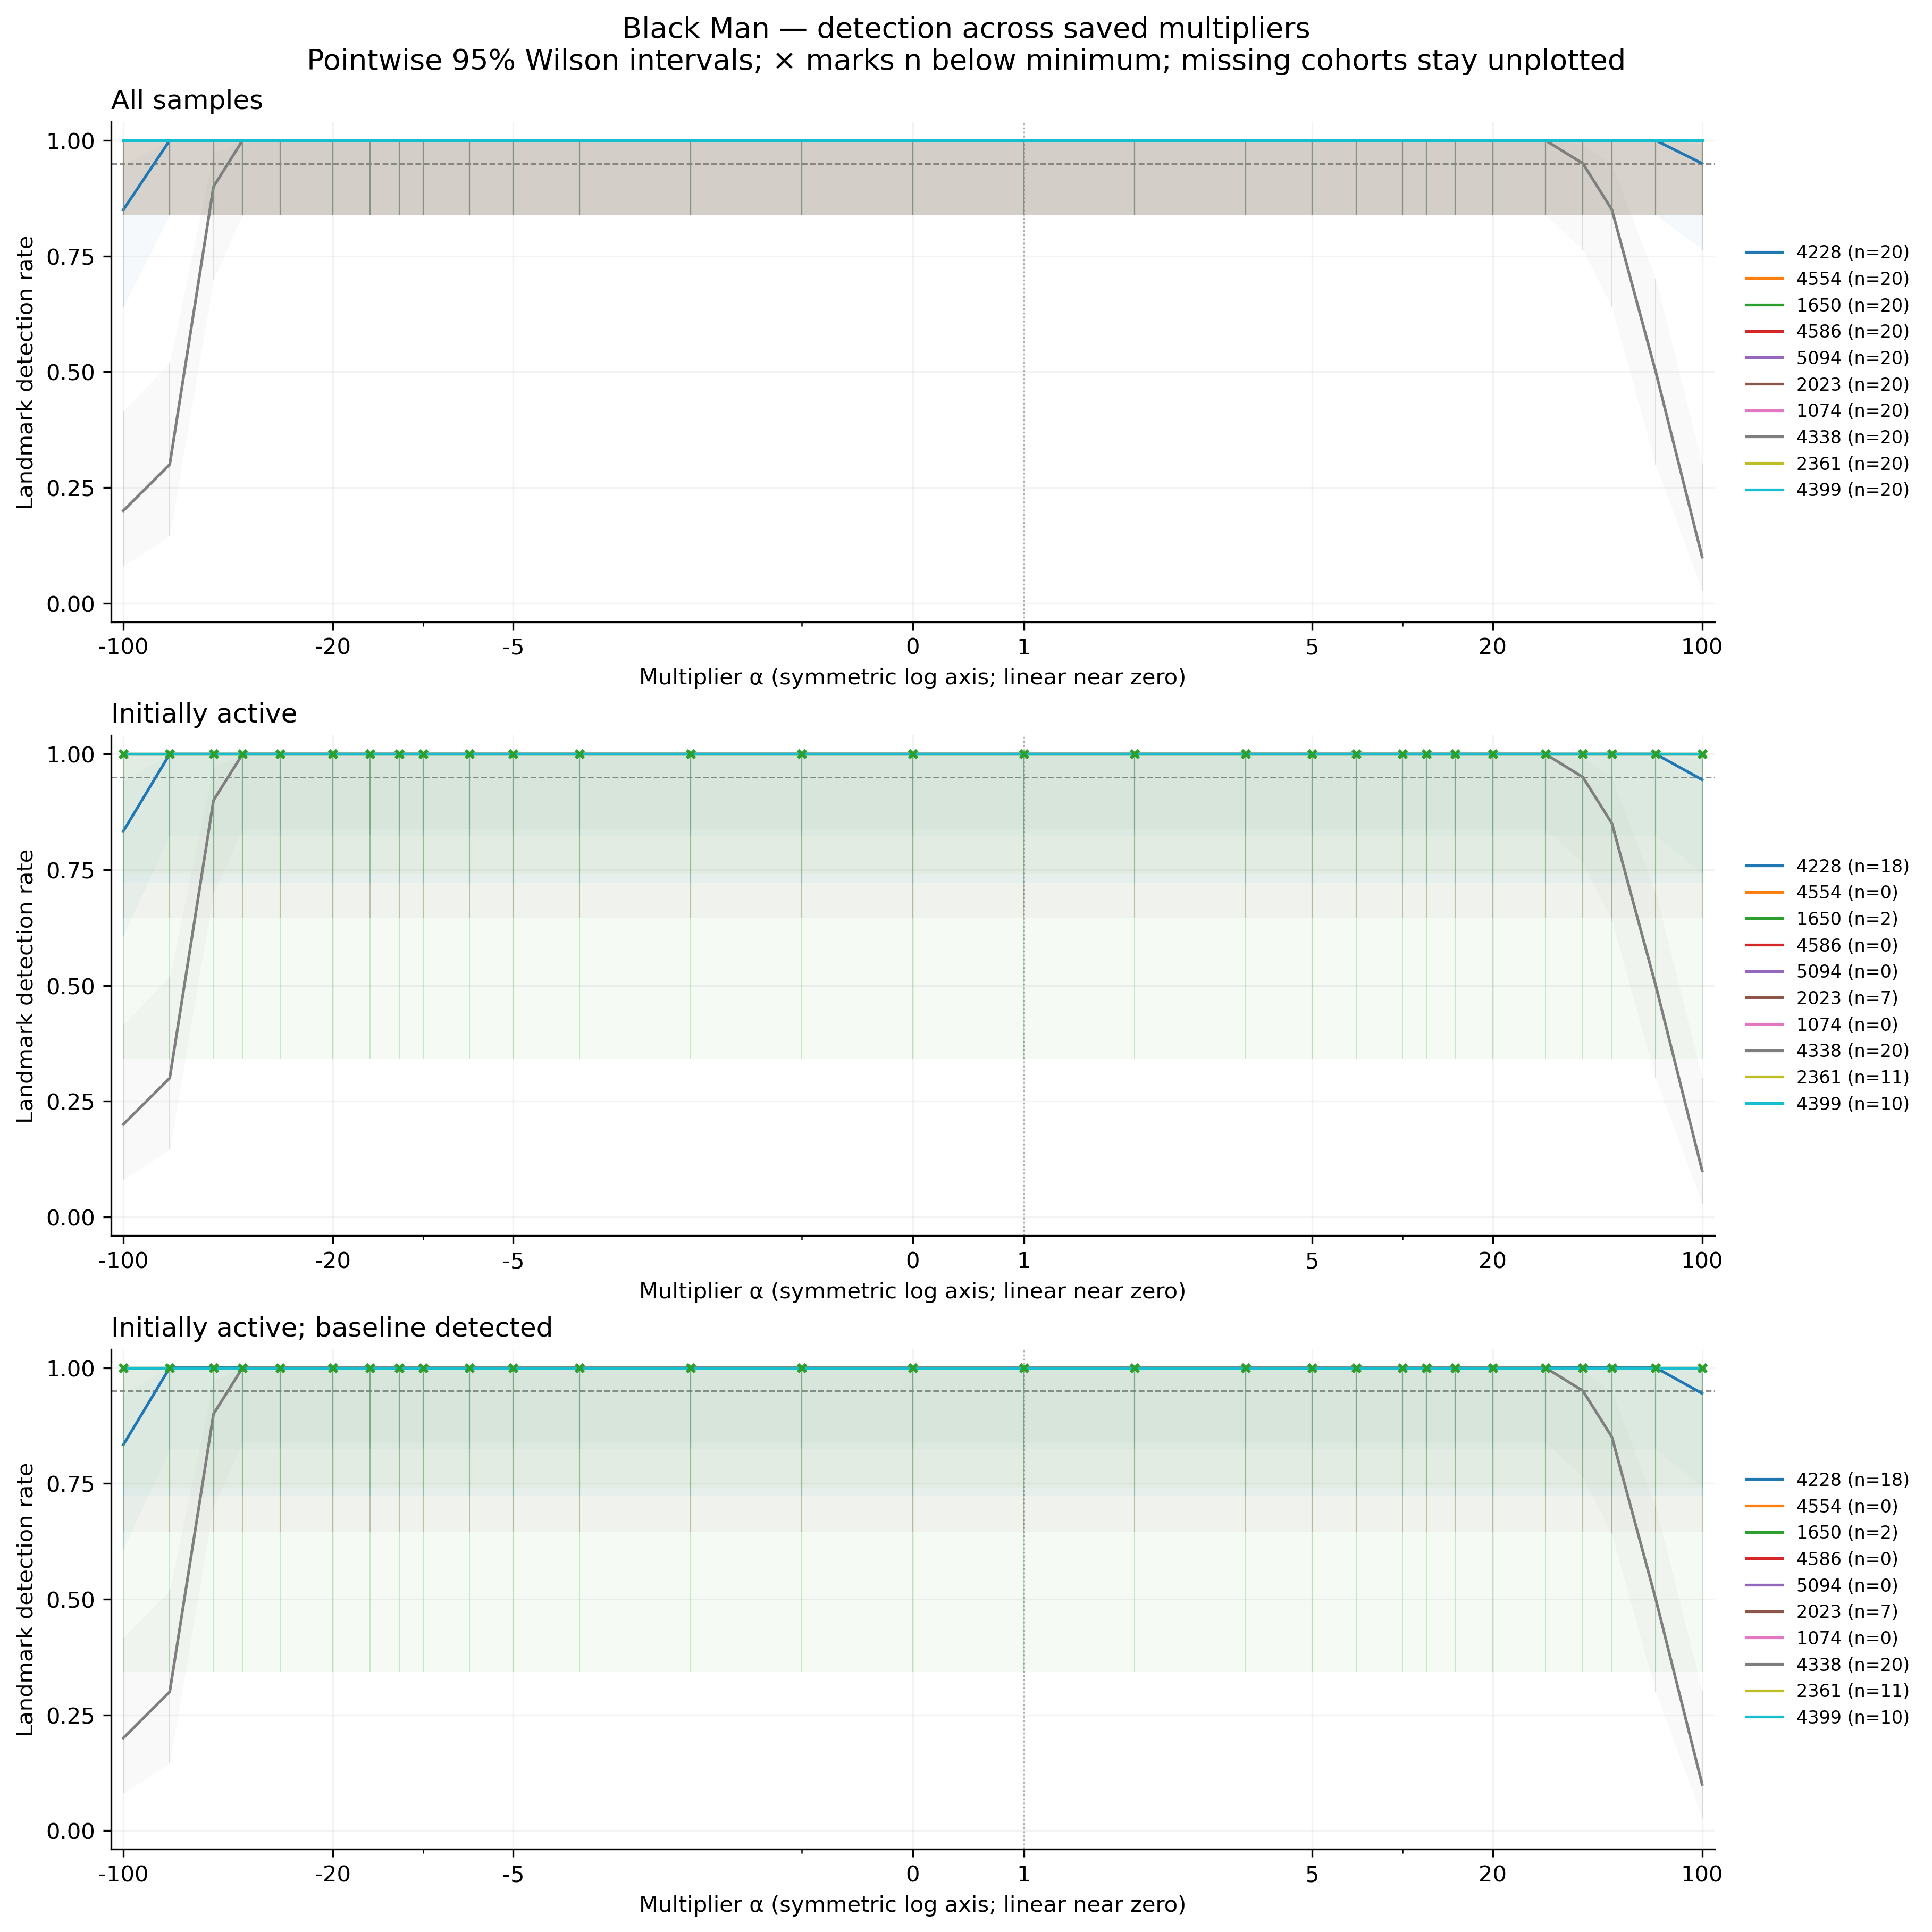 Black Man — detection across saved multipliers
Pointwise 95% Wilson intervals; × marks n below minimum; missing cohorts stay unplotted
All samples
Landmark detection rate
1.00
0.75
0.50
0.25
0.00
-100
-20
-5
0
1
5
20
100
Multiplier α (symmetric log axis; linear near zero)
4228 (n=20)
4554 (n=20)
1650 (n=20)
4586 (n=20)
5094 (n=20)
2023 (n=20)
1074 (n=20)
4338 (n=20)
2361 (n=20)
4399 (n=20)
Initially active
Landmark detection rate
1.00
0.75
0.50
0.25
0.00
-100
-20
-5
0
1
5
20
100
Multiplier α (symmetric log axis; linear near zero)
4228 (n=18)
4554 (n=0)
1650 (n=2)
4586 (n=0)
5094 (n=0)
2023 (n=7)
1074 (n=0)
4338 (n=20)
2361 (n=11)
4399 (n=10)
Initially active; baseline detected
Landmark detection rate
1.00
0.75
0.50
0.25
0.00
-100
-20
-5
0
1
5
20
100
Multiplier α (symmetric log axis; linear near zero)
4228 (n=18)
4554 (n=0)
1650 (n=2)
4586 (n=0)
5094 (n=0)
2023 (n=7)
1074 (n=0)
4338 (n=20)
2361 (n=11)
4399 (n=10)